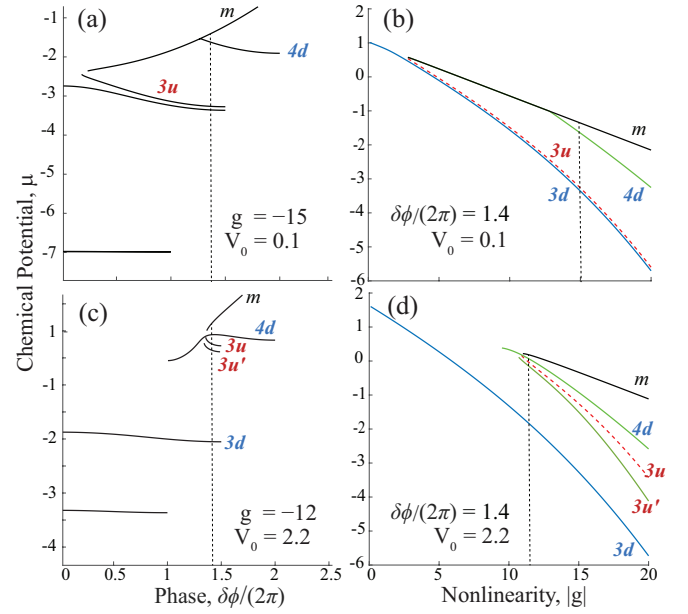 Chemical Potential, μ
(a)
-1
-2
-3
-4
-5
-6
-7
m
4d
3u
g = −15
V0 = 0.1
(b)
2
1
0
-1
-2
-3
-4
-5
-6
m
3u
3d
4d
δϕ/(2π) = 1.4
V0 = 0.1
(c)
1
-1
-2
-3
-4
m
4d
3u
3u'
3d
g = −12
V0 = 2.2
0 0.5 1 1.5 2 2.5
Phase, δϕ/(2π)
(d)
2
1
0
-1
-2
-3
-4
-5
-6
m
4d
3u
3u'
3d
δϕ/(2π) = 1.4
V0 = 2.2
0 5 10 15 20
Nonlinearity, |g|